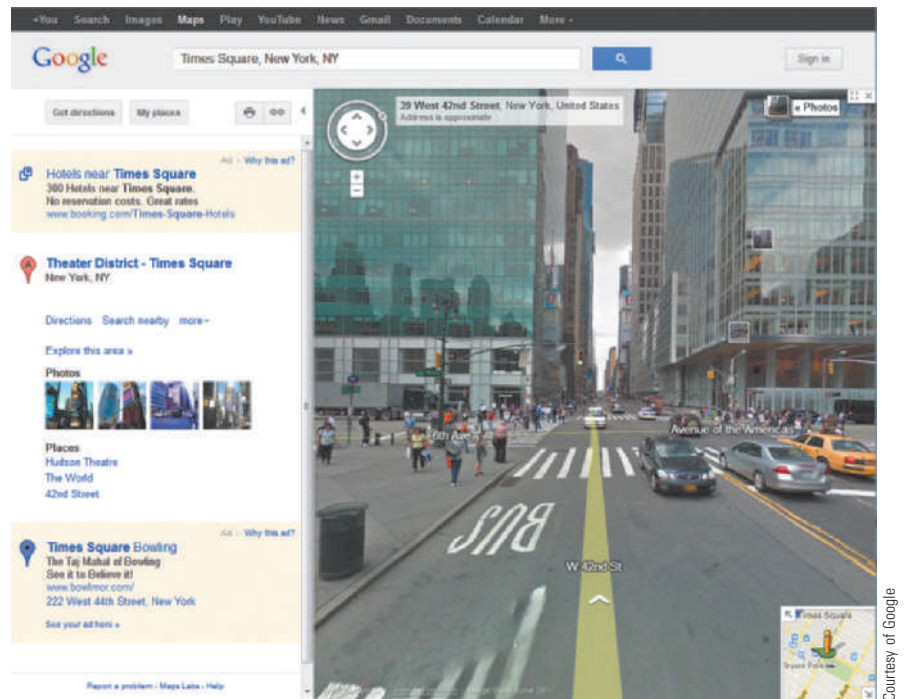 +You Search Images Maps Play YouTube News Gmail Documents Calendar More
Google
Times Square, New York, NY
Sign in
Get directions My places
39 West 42nd Street, New York, United States
Address is approximate
e Photos
Ad - Why this ad?
Hotels near Times Square
300 Hotels near Times Square.
No reservation costs. Great rates
www.booking.com/Times-Square-Hotels
A
Theater District - Times Square
New York, NY
Directions Search nearby more
Explore this area »
Photos
Places
Hudson Theatre
The World
42nd Street
Ad - Why this ad?
Times Square Bowling
The Taj Mahal of Bowling
See it to Believe it!
www.bowlmor.com/
222 West 44th Street, New York
See your ad here »
Report a problem - Maps Labs - Help
6th Ave
Avenue of the Americas
BUS
W 42nd St
Times Square
Bryant Park
Courtesy of Google